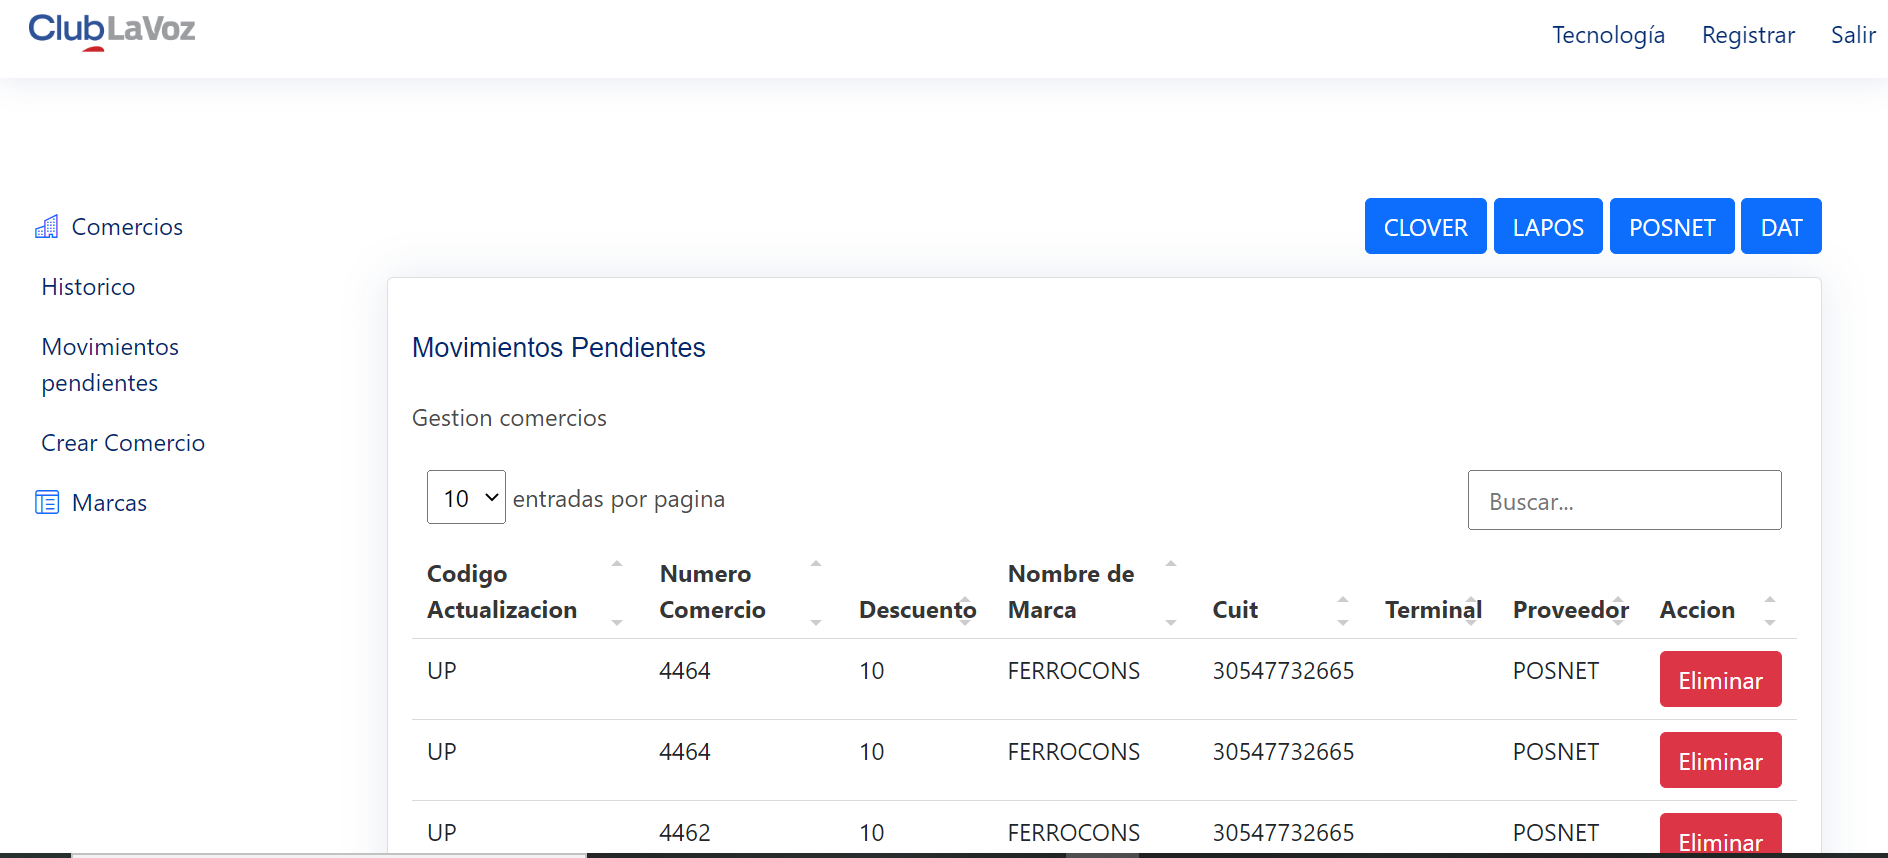 ClubLaVoz
Tecnología Registrar Salir
CLOVER LAPOS POSNET DAT
Comercios
Historico
Movimientos
pendientes
Crear Comercio
Marcas
Movimientos Pendientes
Gestion comercios
10 entradas por pagina
Buscar...
Codigo Actualizacion Numero Comercio Descuento Nombre de Marca Cuit Terminal Proveedor Accion
UP 4464 10 FERROCONS 30547732665 POSNET Eliminar
UP 4464 10 FERROCONS 30547732665 POSNET Eliminar
UP 4462 10 FERROCONS 30547732665 POSNET Eliminar